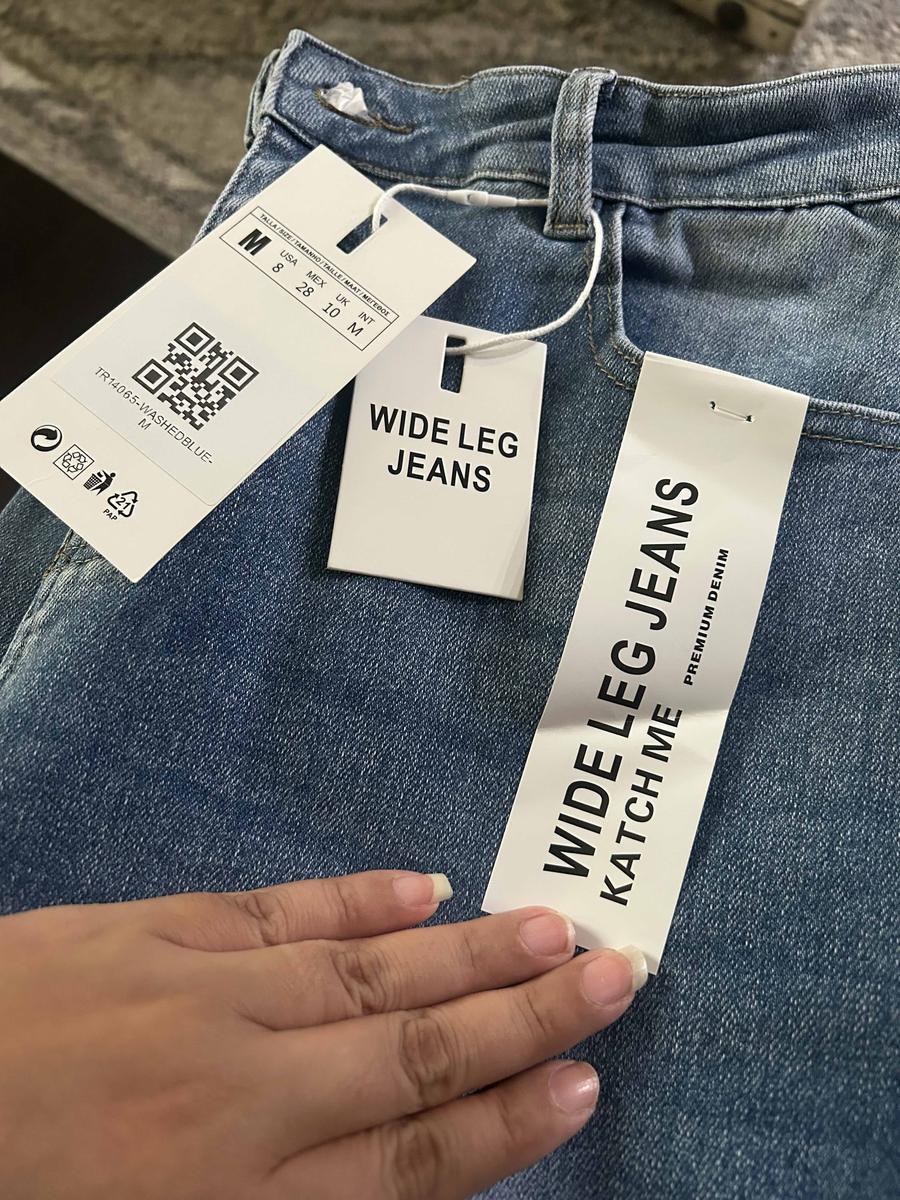 TALLA/SIZE/TAMANHO/TAILLE/MAAT/ΜΕΓΕΘΟΣ
M
USA
8
MEX
28
UK
10
INT
M
TR14065-WASHEDBLUE-
M
21
PAP
WIDE LEG
JEANS
WIDE LEG JEANS
KATCH ME
PREMIUM DENIM